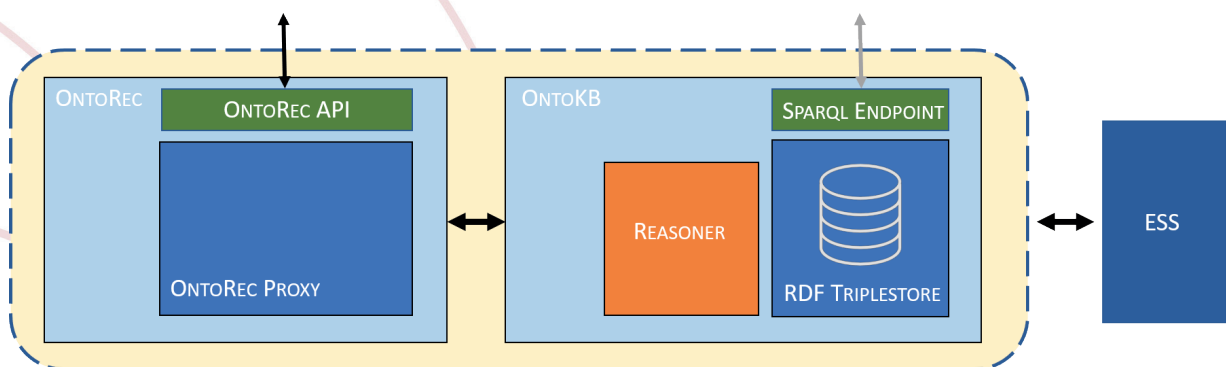 OntoRec
OntoRec API
OntoRec Proxy
OntoKB
Sparql Endpoint
Reasoner
RDF Triplestore
ESS